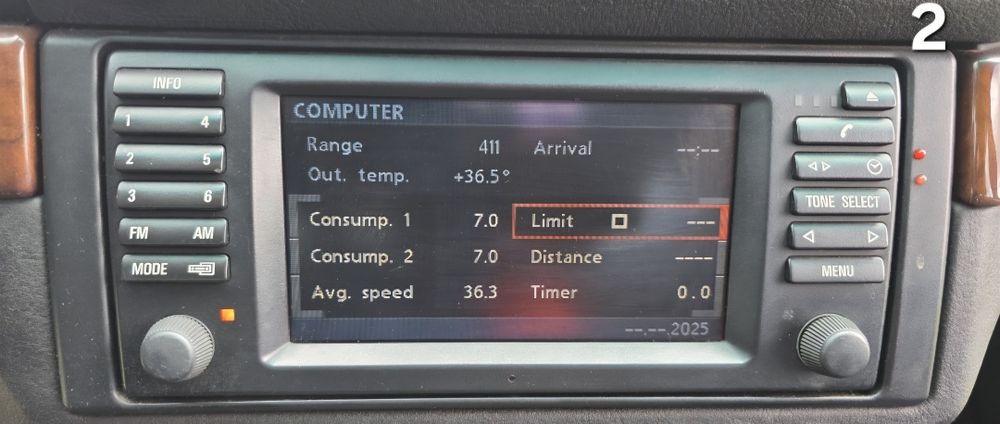 2
INFO
1 4
2 5
3 6
FM AM
MODE
COMPUTER
Range 411 Arrival --:--
Out. temp. +36.5°
Consump. 1 7.0 Limit ---
Consump. 2 7.0 Distance ----
Avg. speed 36.3 Timer 0.0
--.--.2025
TONE SELECT
MENU